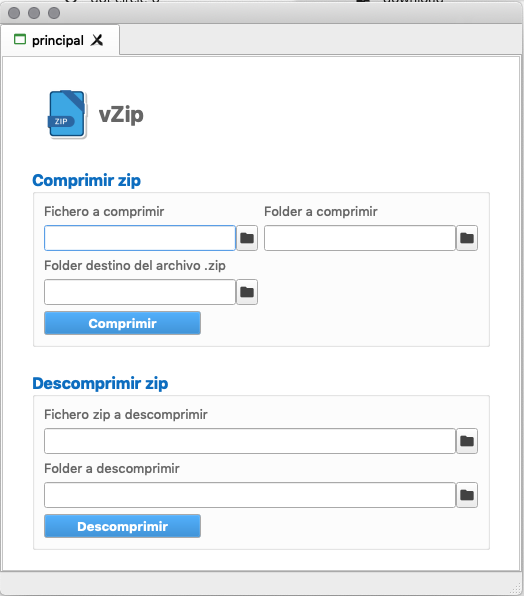 principal
ZIP
vZip
Comprimir zip
Fichero a comprimir
Folder a comprimir
Folder destino del archivo .zip
Comprimir
Descomprimir zip
Fichero zip a descomprimir
Folder a descomprimir
Descomprimir